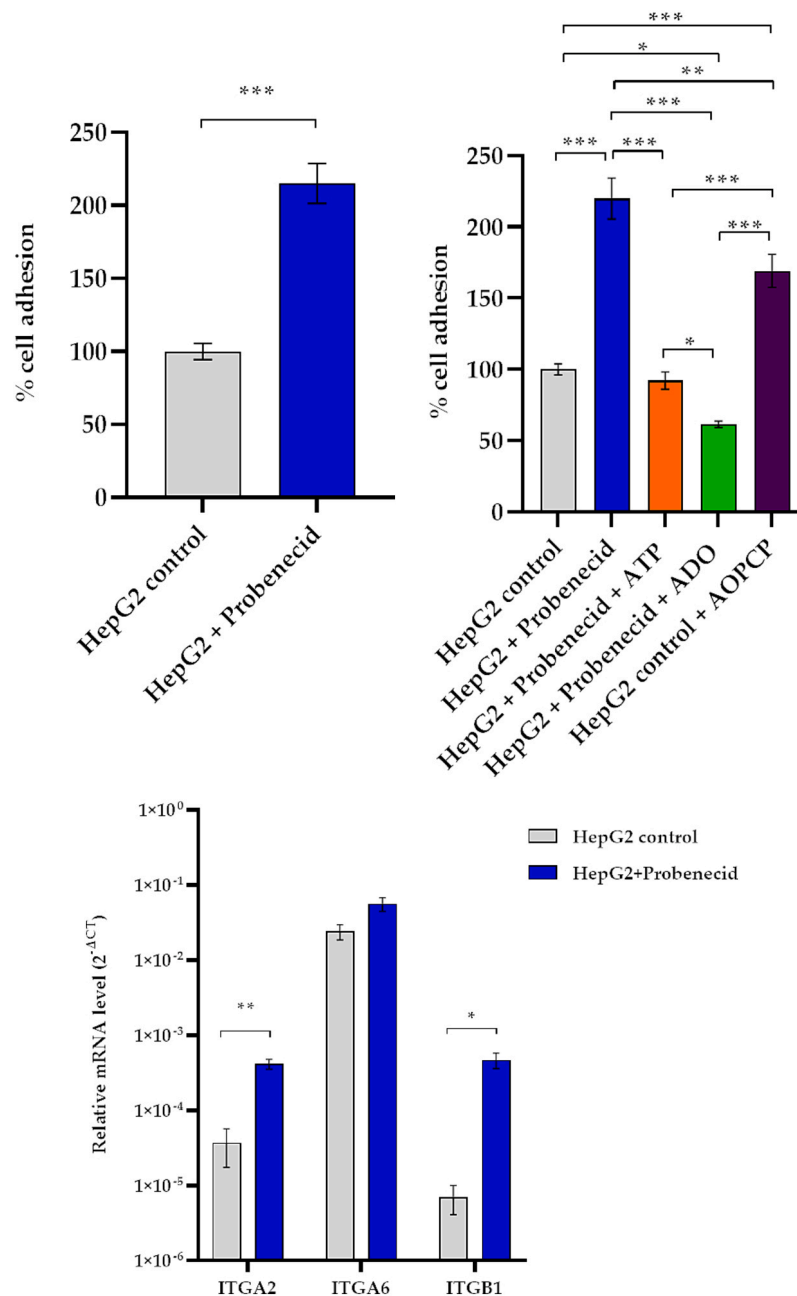 ***
% cell adhesion
250
200
150
100
50
0
HepG2 control
HepG2 + Probenecid
***
*
**
***
*** ***
***
***
*
% cell adhesion
250
200
150
100
50
0
HepG2 control
HepG2 + Probenecid
HepG2 + Probenecid + ATP
HepG2 + Probenecid + ADO
HepG2 control + AOPCP
Relative mRNA level (2^-ΔCT)
1×10^0
1×10^-1
1×10^-2
1×10^-3
1×10^-4
1×10^-5
1×10^-6
**
*
ITGA2 ITGA6 ITGB1
HepG2 control
HepG2+Probenecid